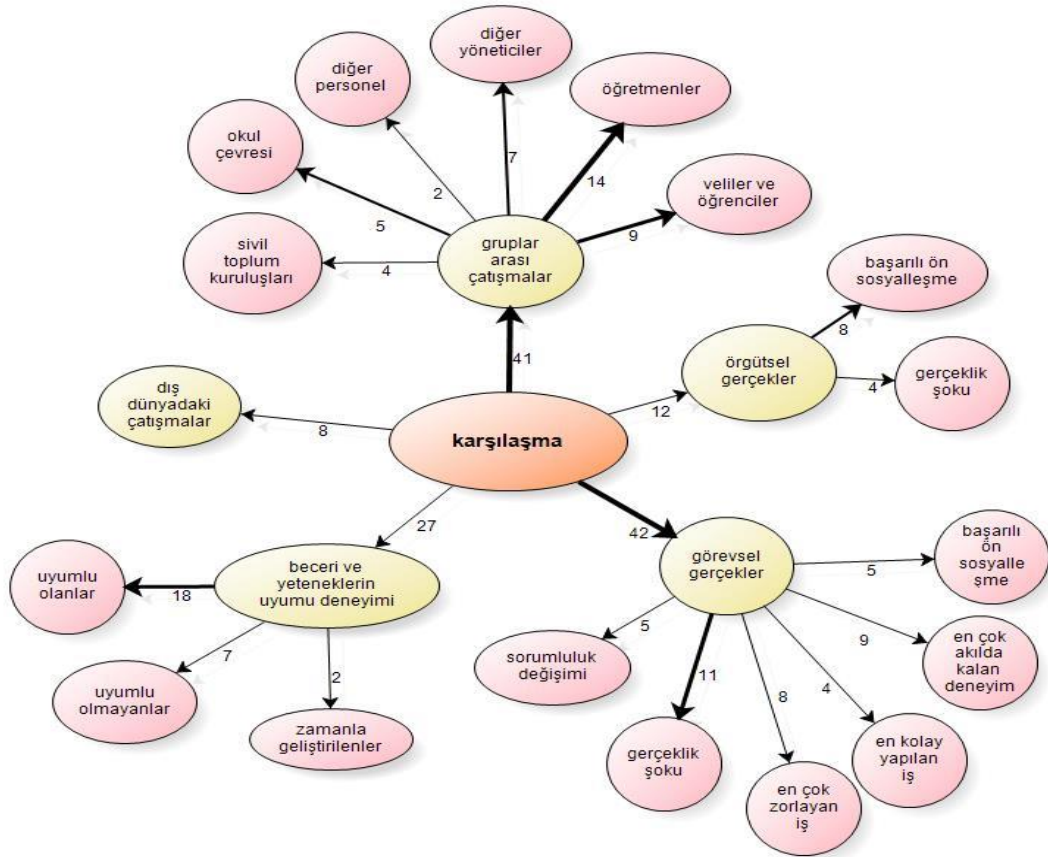 diğer
yöneticiler
diğer
personel
öğretmenler
okul
çevresi
7
14
2
veliler ve
öğrenciler
5
9
sivil
toplum
kuruluşları
4
gruplar
arası
çatışmalar
41
başarılı ön
sosyalleşme
8
örgütsel
gerçekler
4
gerçeklik
şoku
12
dış
dünyadaki
çatışmalar
8
karşılaşma
27
42
beceri ve
yeteneklerin
uyumu deneyimi
uyumlu
olanlar
18
7
2
uyumlu
olmayanlar
zamanla
geliştirilenler
görevsel
gerçekler
5
başarılı
ön
sosyalle
şme
9
en çok
akılda
kalan
deneyim
5
sorumluluk
değişimi
11
8
4
gerçeklik
şoku
en çok
zorlayan
iş
en kolay
yapılan
iş